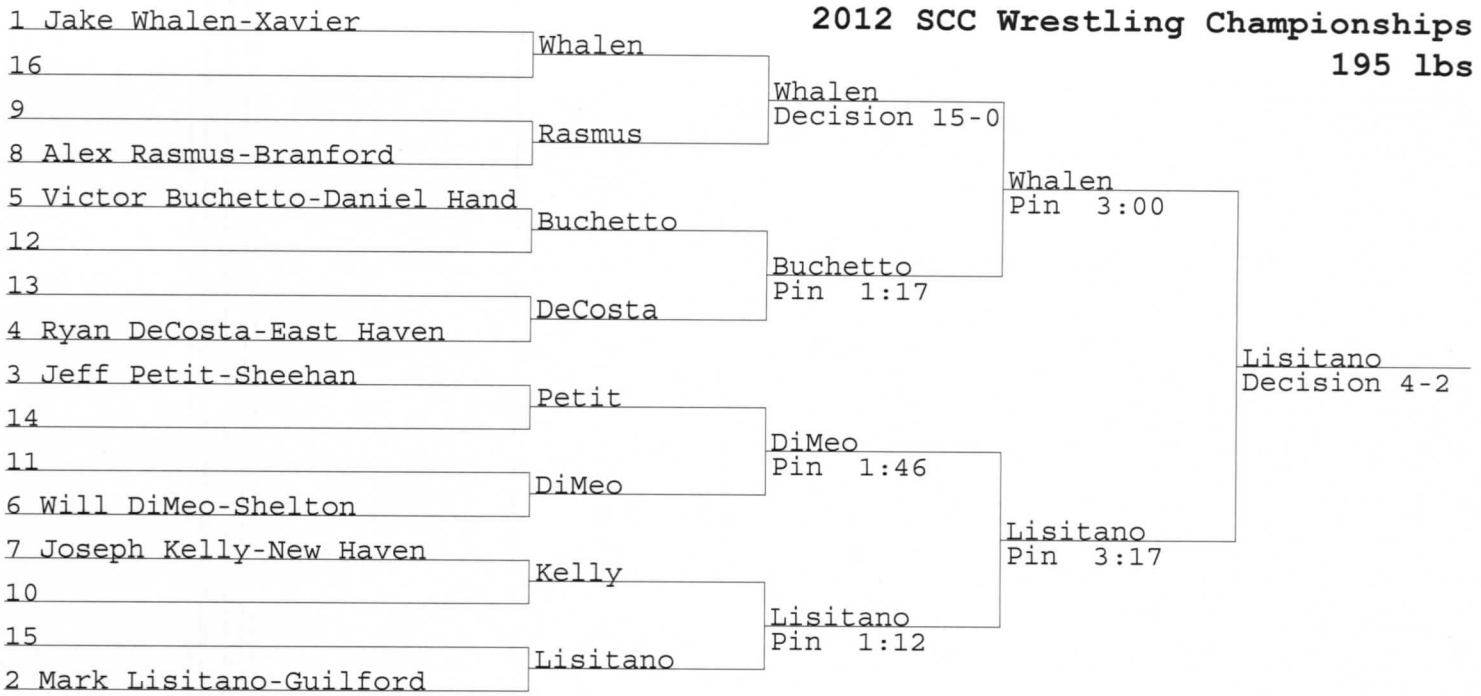 2012 SCC Wrestling Championships
195 lbs
1 Jake Whalen-Xavier
16
9
8 Alex Rasmus-Branford
5 Victor Buchetto-Daniel Hand
12
13
4 Ryan DeCosta-East Haven
3 Jeff Petit-Sheehan
14
11
6 Will DiMeo-Shelton
7 Joseph Kelly-New Haven
10
15
2 Mark Lisitano-Guilford
Whalen
Rasmus
Buchetto
DeCosta
Petit
DiMeo
Kelly
Lisitano
Whalen
Decision 15-0
Buchetto
Pin 1:17
DiMeo
Pin 1:46
Lisitano
Pin 1:12
Whalen
Pin 3:00
Lisitano
Pin 3:17
Lisitano
Decision 4-2